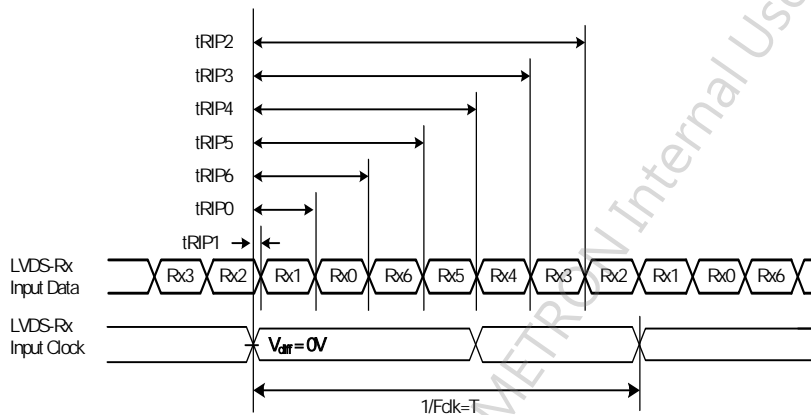 tRIP2
tRIP3
tRIP4
tRIP5
tRIP6
tRIP0
tRIP1
LVDS-Rx
Input Data
Rx3 Rx2 Rx1 Rx0 Rx6 Rx5 Rx4 Rx3 Rx2 Rx1 Rx0 Rx6
LVDS-Rx
Input Clock
Vdiff = 0V
1/Fclk=T
METRON Internal Use